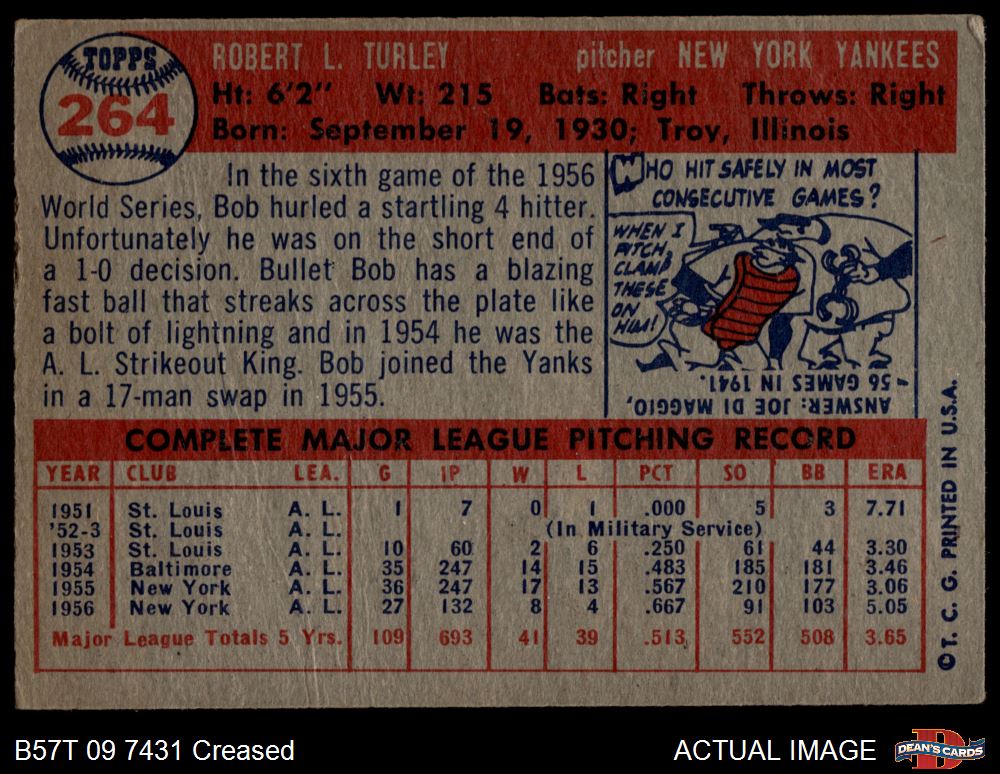 TOPPS
264
ROBERT L. TURLEY pitcher NEW YORK YANKEES
Ht: 6'2" Wt: 215 Bats: Right Throws: Right
Born: September 19, 1930; Troy, Illinois
In the sixth game of the 1956
World Series, Bob hurled a startling 4 hitter.
Unfortunately he was on the short end of
a 1-0 decision. Bullet Bob has a blazing
fast ball that streaks across the plate like
a bolt of lightning and in 1954 he was the
A. L. Strikeout King. Bob joined the Yanks
in a 17-man swap in 1955.
WHO HIT SAFELY IN MOST
CONSECUTIVE GAMES?
WHEN I
PITCH,
CLAMP
THESE
ON
HIM!
ANSWER: JOE DI MAGGIO,
- 56 GAMES IN 1941.
COMPLETE MAJOR LEAGUE PITCHING RECORD
YEAR CLUB LEA. G IP W L PCT SO BB ERA
1951 St. Louis A. L. 1 7 0 1 .000 5 3 7.71
'52-3 St. Louis A. L. (In Military Service)
1953 St. Louis A. L. 10 60 2 6 .250 61 44 3.30
1954 Baltimore A. L. 35 247 14 15 .483 185 181 3.46
1955 New York A. L. 36 247 17 13 .567 210 177 3.06
1956 New York A. L. 27 132 8 4 .667 91 103 5.05
Major League Totals 5 Yrs. 109 693 41 39 .513 552 508 3.65
© T. C. G. PRINTED IN U.S.A.
B57T 09 7431 Creased ACTUAL IMAGE
D
DEAN'S CARDS